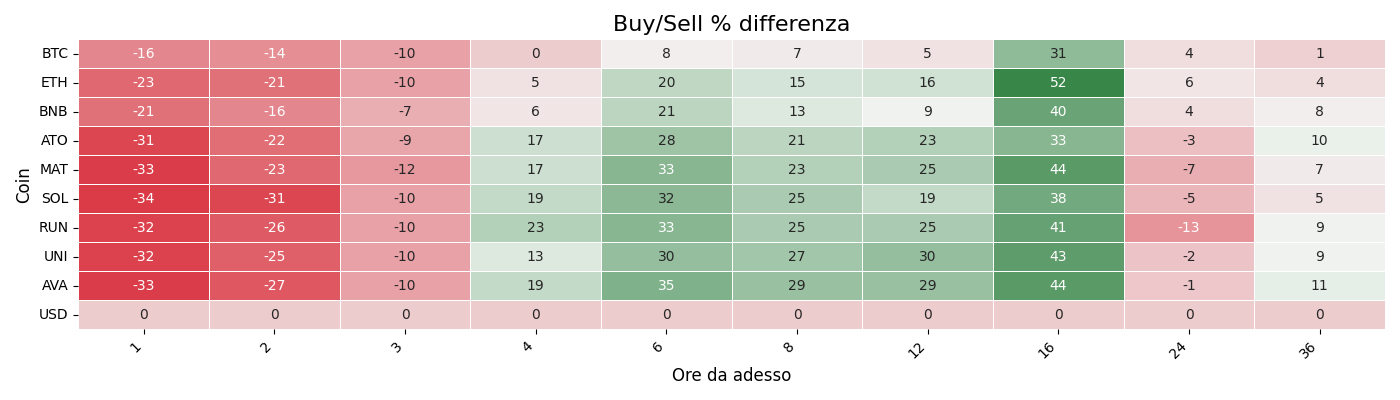 Buy/Sell % differenza
Coin
BTC -16 -14 -10 0 8 7 5 31 4 1
ETH -23 -21 -10 5 20 15 16 52 6 4
BNB -21 -16 -7 6 21 13 9 40 4 8
ATO -31 -22 -9 17 28 21 23 33 -3 10
MAT -33 -23 -12 17 33 23 25 44 -7 7
SOL -34 -31 -10 19 32 25 19 38 -5 5
RUN -32 -26 -10 23 33 25 25 41 -13 9
UNI -32 -25 -10 13 30 27 30 43 -2 9
AVA -33 -27 -10 19 35 29 29 44 -1 11
USD 0 0 0 0 0 0 0 0 0 0
1 2 3 4 6 8 12 16 24 36
Ore da adesso